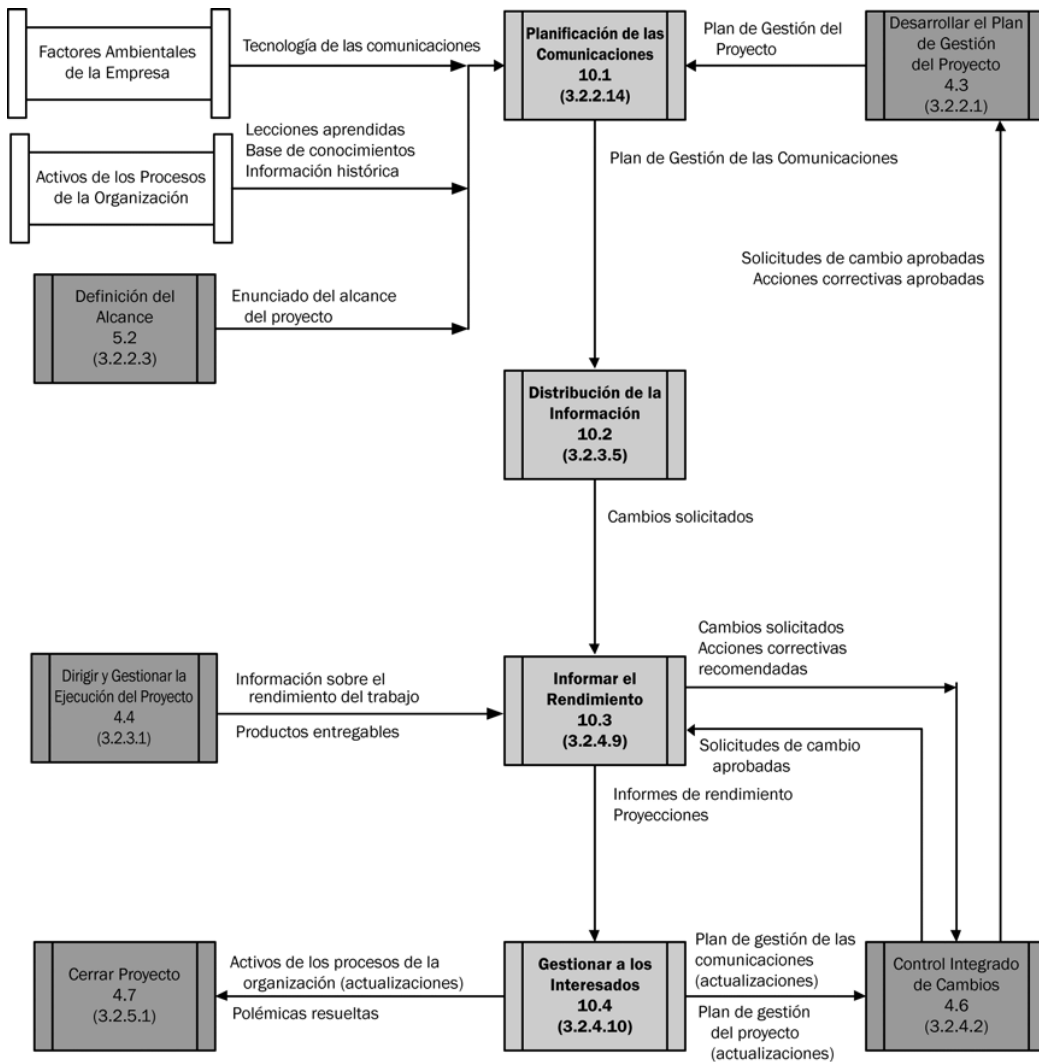 Factores Ambientales
de la Empresa
Tecnología de las comunicaciones
Planificación de las
Comunicaciones
10.1
(3.2.2.14)
Plan de Gestión del
Proyecto
Desarrollar el Plan
de Gestión
del Proyecto
4.3
(3.2.2.1)
Activos de los Procesos
de la Organización
Lecciones aprendidas
Base de conocimientos
Información histórica
Plan de Gestión de las Comunicaciones
Solicitudes de cambio aprobadas
Acciones correctivas aprobadas
Definición del
Alcance
5.2
(3.2.2.3)
Enunciado del alcance
del proyecto
Distribución de la
Información
10.2
(3.2.3.5)
Cambios solicitados
Dirigir y Gestionar la
Ejecución del Proyecto
4.4
(3.2.3.1)
Información sobre el
rendimiento del trabajo
Productos entregables
Informar el
Rendimiento
10.3
(3.2.4.9)
Cambios solicitados
Acciones correctivas
recomendadas
Solicitudes de cambio
aprobadas
Informes de rendimiento
Proyecciones
Cerrar Proyecto
4.7
(3.2.5.1)
Activos de los procesos de la
organización (actualizaciones)
Polémicas resueltas
Gestionar a los
Interesados
10.4
(3.2.4.10)
Plan de gestión de las
comunicaciones
(actualizaciones)
Plan de gestión
del proyecto
(actualizaciones)
Control Integrado
de Cambios
4.6
(3.2.4.2)